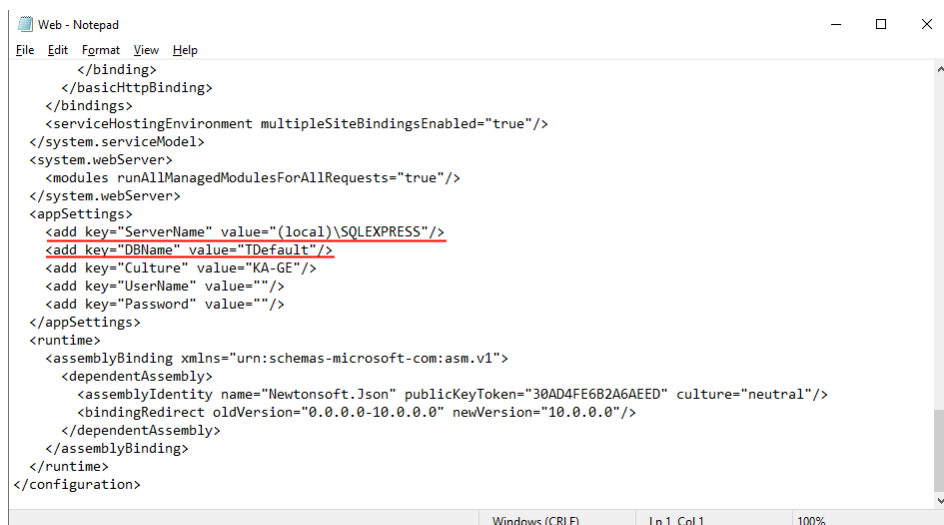 Web - Notepad
File Edit Format View Help
</binding>
</basicHttpBinding>
</bindings>
<serviceHostingEnvironment multipleSiteBindingsEnabled="true"/>
</system.serviceModel>
<system.webServer>
<modules runAllManagedModulesForAllRequests="true"/>
</system.webServer>
<appSettings>
<add key="ServerName" value="(local)\SQLEXPRESS"/>
<add key="DBName" value="TDefault"/>
<add key="Culture" value="KA-GE"/>
<add key="UserName" value=""/>
<add key="Password" value=""/>
</appSettings>
<runtime>
<assemblyBinding xmlns="urn:schemas-microsoft-com:asm.v1">
<dependentAssembly>
<assemblyIdentity name="Newtonsoft.Json" publicKeyToken="30AD4FE6B2A6AEED" culture="neutral"/>
<bindingRedirect oldVersion="0.0.0.0-10.0.0.0" newVersion="10.0.0.0"/>
</dependentAssembly>
</assemblyBinding>
</runtime>
</configuration>
Windows (CRLF) Ln 1, Col 1 100%